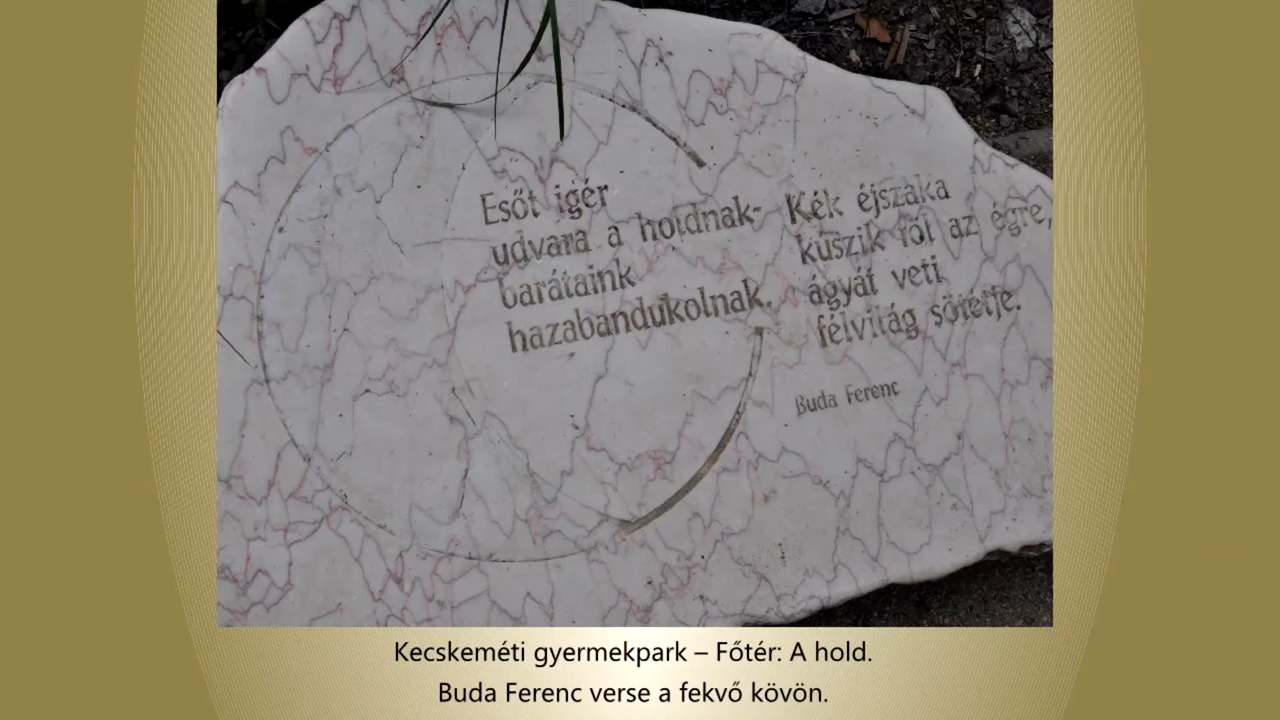 Esőt igér
udvara a holdnak-
barátaink
hazabandukolnak.
Kék éjszaka
kúszik föl az égre,
ágyát veti
félvilág sötétje.
Buda Ferenc
Kecskeméti gyermekpark – Főtér: A hold.
Buda Ferenc verse a fekvő kövön.